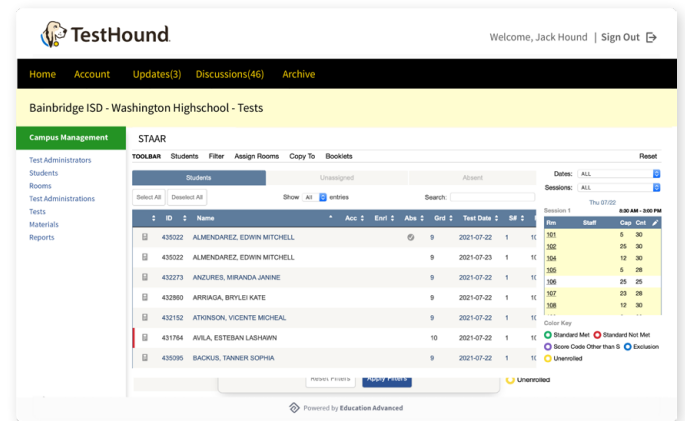 TestHound.
Welcome, Jack Hound | Sign Out
Home Account Updates(3) Discussions(46) Archive
Bainbridge ISD - Washington Highschool - Tests
Campus Management
Test Administrators
Students
Rooms
Test Administrations
Tests
Materials
Reports
STAAR
TOOLBAR Students Filter Assign Rooms Copy To Booklets Reset
Students Unassigned Absent
Select All Deselect All Show All entries Search:
ID Name Acc Enrl Abs Grd Test Date S#
435022 ALMENDAREZ, EDWIN MITCHELL 9 2021-07-22 1 10
435022 ALMENDAREZ, EDWIN MITCHELL 9 2021-07-23 1 10
432273 ANZURES, MIRANDA JANINE 9 2021-07-22 1 10
432860 ARRIAGA, BRYLEI KATE 9 2021-07-22 1 10
432152 ATKINSON, VICENTE MICHEAL 9 2021-07-22 1 10
431764 AVILA, ESTEBAN LASHAWN 10 2021-07-22 1 10
435095 BACKUS, TANNER SOPHIA 9 2021-07-22 1 10
Dates: ALL
Sessions: ALL
Thu 07/22
Session 1 8:30 AM - 3:00 PM
Rm Staff Cap Cnt
101 5 30
102 25 30
104 12 30
105 5 28
106 25 25
107 23 28
108 12 30
Color Key
Standard Met Standard Not Met
Score Code Other than S Exclusion
Unenrolled
Reset Filters Apply Filters Unenrolled
Powered by Education Advanced